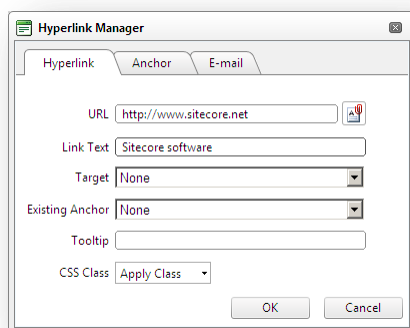 Hyperlink Manager
Hyperlink Anchor E-mail
URL http://www.sitecore.net
Link Text Sitecore software
Target None
Existing Anchor None
Tooltip
CSS Class Apply Class
OK Cancel